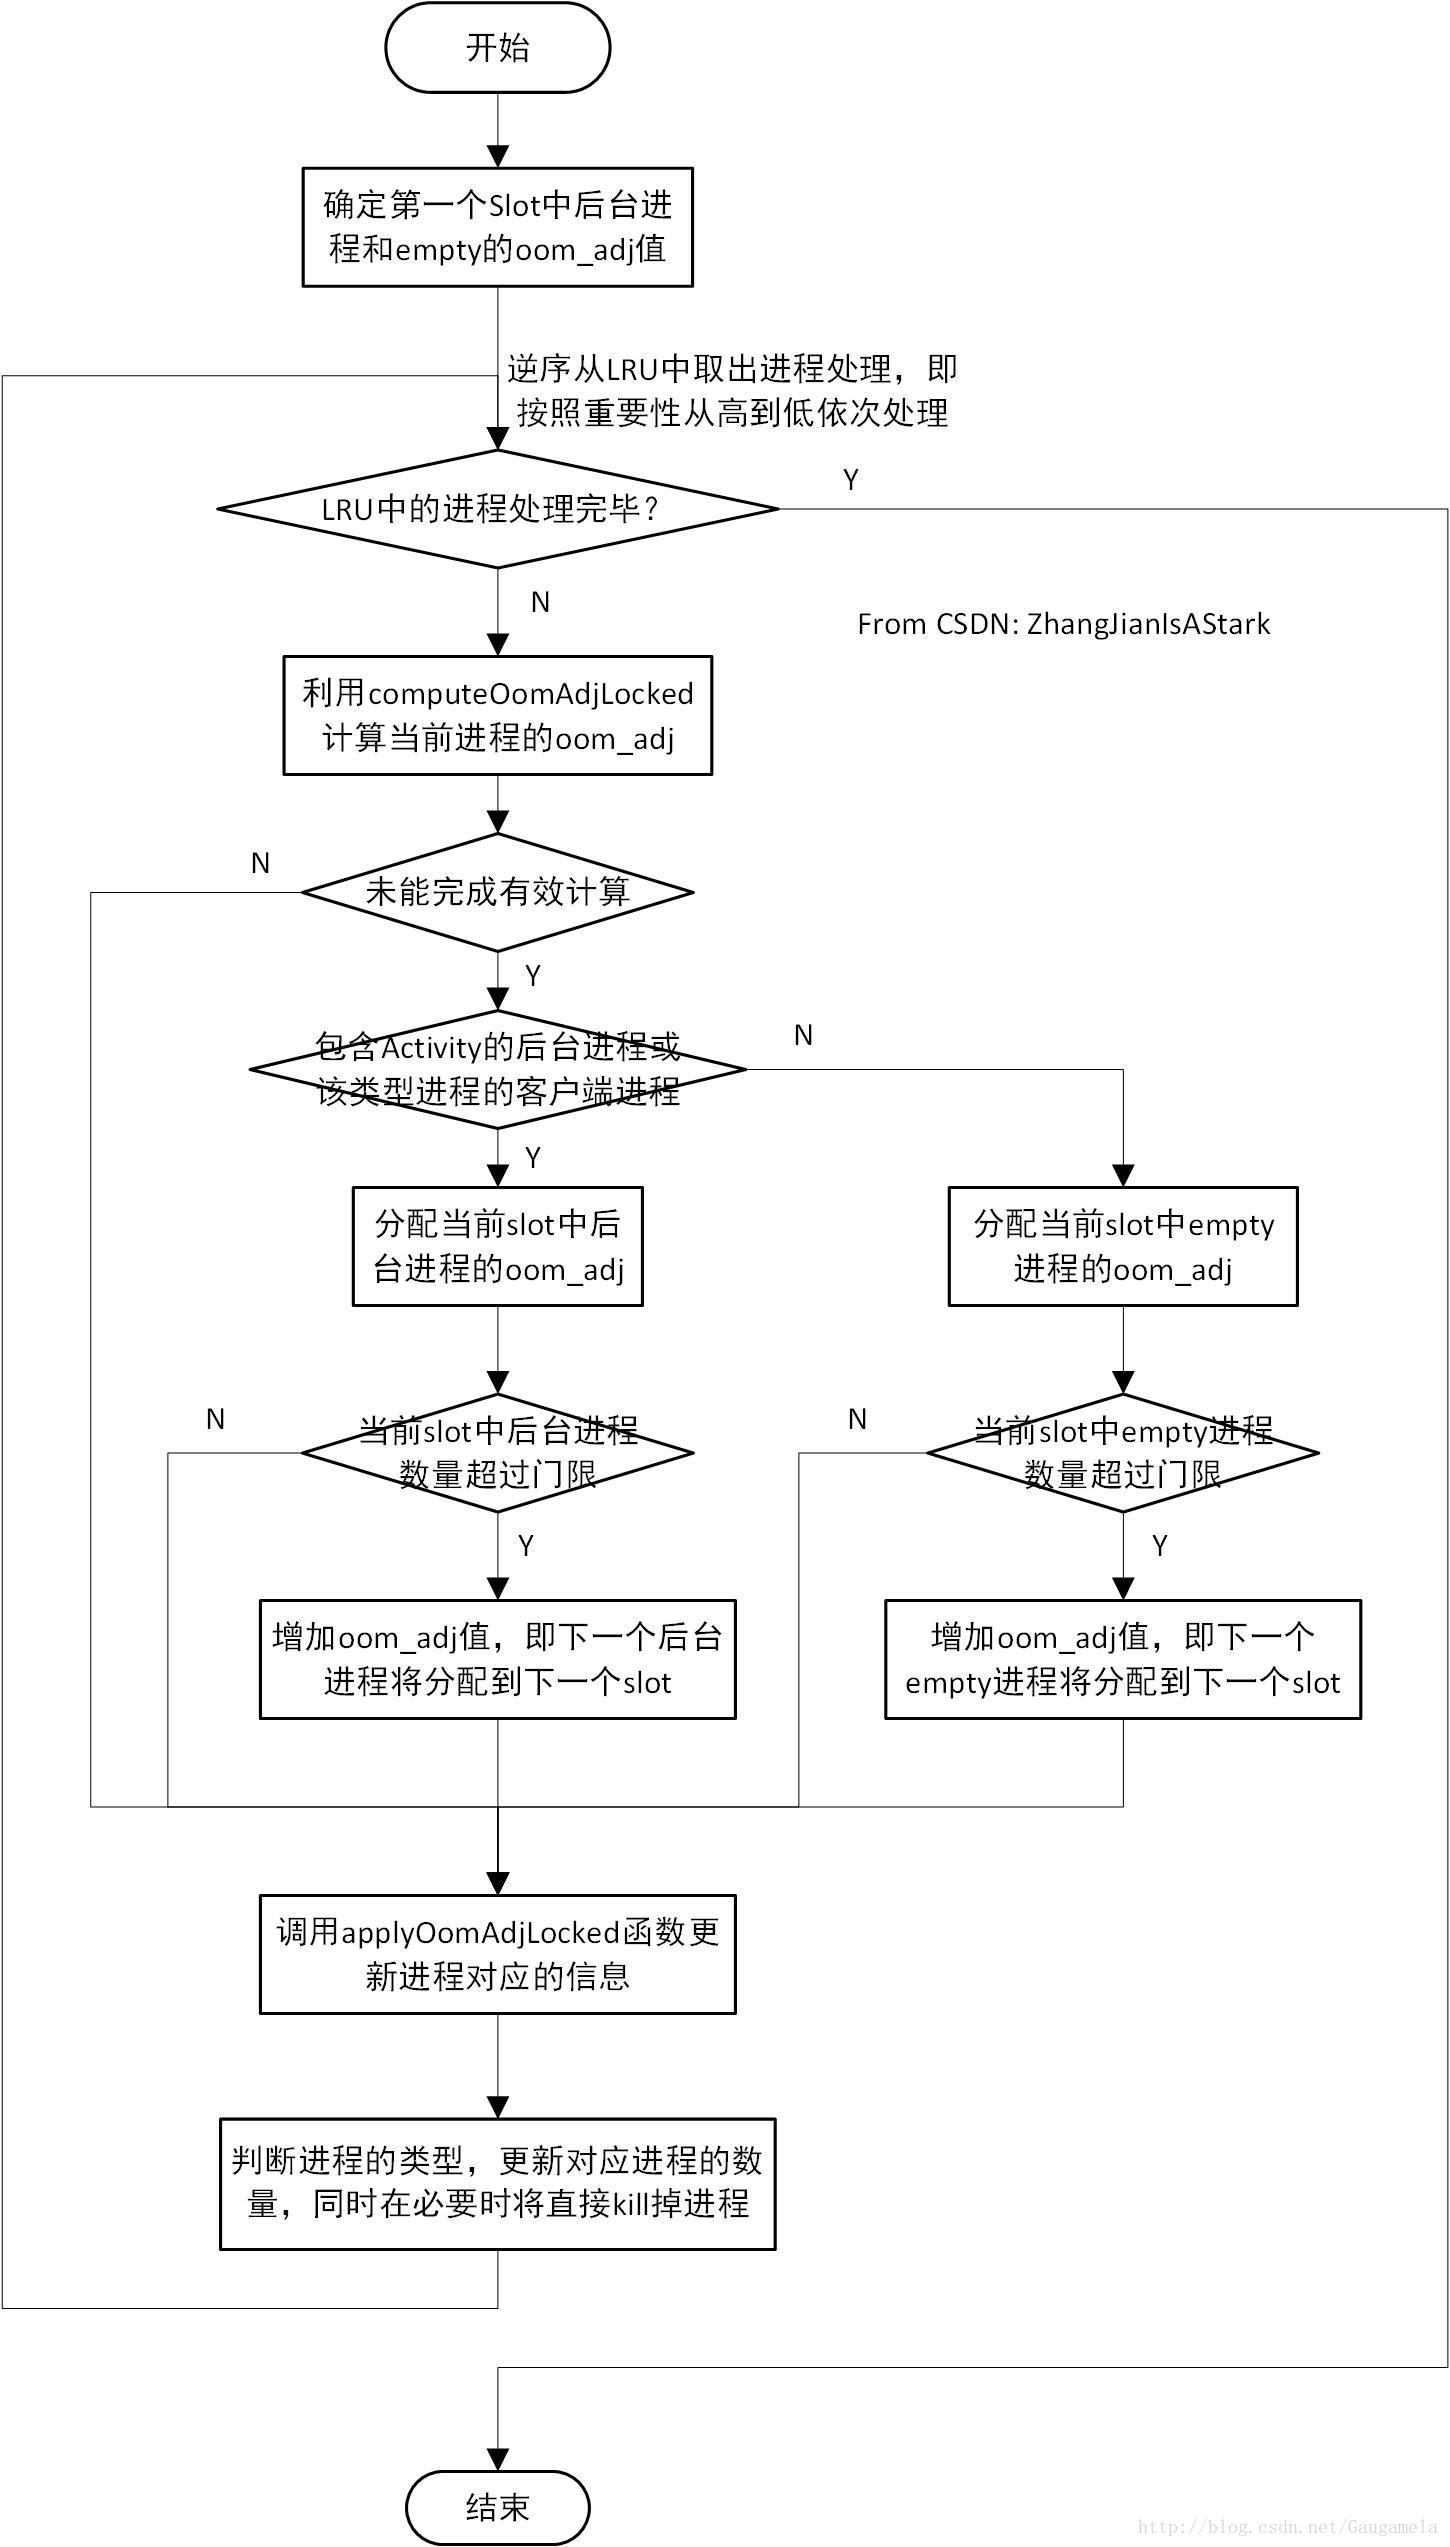 开始
确定第一个Slot中后台进
程和empty的oom_adj值
逆序从LRU中取出进程处理，即
按照重要性从高到低依次处理
LRU中的进程处理完毕？
Y
N
From CSDN: ZhangJianIsAStark
利用computeOomAdjLocked
计算当前进程的oom_adj
N
未能完成有效计算
Y
包含Activity的后台进程或
该类型进程的客户端进程
N
Y
分配当前slot中后
台进程的oom_adj
分配当前slot中empty
进程的oom_adj
N
当前slot中后台进程
数量超过门限
N
当前slot中empty进程
数量超过门限
Y
Y
增加oom_adj值，即下一个后台
进程将分配到下一个slot
增加oom_adj值，即下一个
empty进程将分配到下一个slot
调用applyOomAdjLocked函数更
新进程对应的信息
判断进程的类型，更新对应进程的数
量，同时在必要时将直接kill掉进程
结束
http://blog.csdn.net/Gaugamela